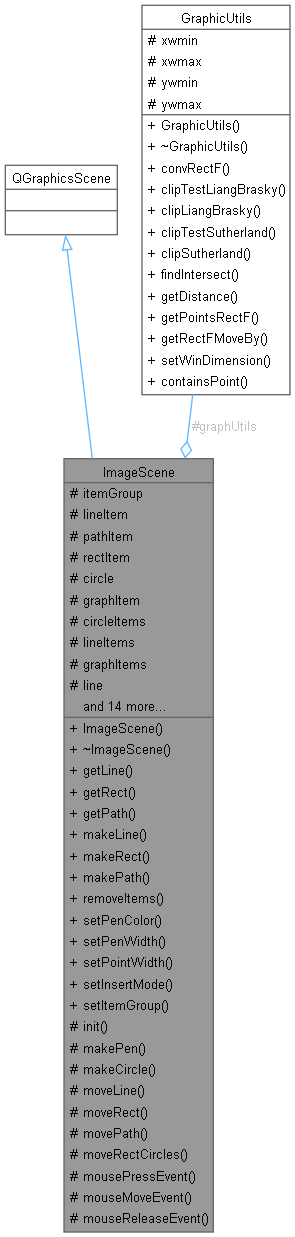 GraphicUtils
# xwmin
# xwmax
# ywmin
# ywmax
+ GraphicUtils()
+ ~GraphicUtils()
+ convRectF()
+ clipTestLiangBrasky()
+ clipLiangBrasky()
+ clipTestSutherland()
+ clipSutherland()
+ findIntersect()
+ getDistance()
+ getPointsRectF()
+ getRectFMoveBy()
+ setWinDimension()
+ containsPoint()
QGraphicsScene
#graphUtils
ImageScene
# itemGroup
# lineItem
# pathItem
# rectItem
# circle
# graphItem
# circleItems
# lineItems
# graphItems
# line
and 14 more...
+ ImageScene()
+ ~ImageScene()
+ getLine()
+ getRect()
+ getPath()
+ makeLine()
+ makeRect()
+ makePath()
+ removeItems()
+ setPenColor()
+ setPenWidth()
+ setPointWidth()
+ setInsertMode()
+ setItemGroup()
# init()
# makePen()
# makeCircle()
# moveLine()
# moveRect()
# movePath()
# moveRectCircles()
# mousePressEvent()
# mouseMoveEvent()
# mouseReleaseEvent()